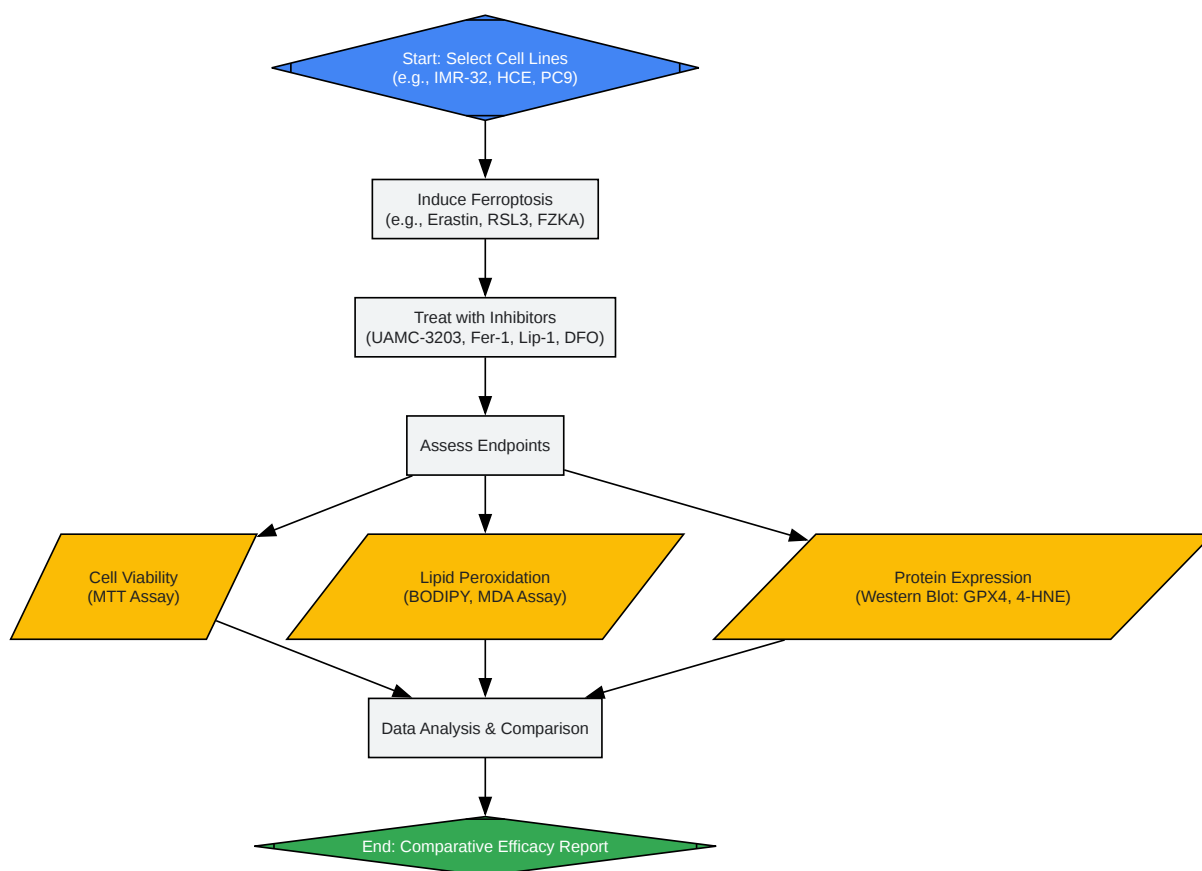 Start: Select Cell Lines
(e.g., IMR-32, HCE, PC9)
Induce Ferroptosis
(e.g., Erastin, RSL3, FZKA)
Treat with Inhibitors
(UAMC-3203, Fer-1, Lip-1, DFO)
Assess Endpoints
Cell Viability
(MTT Assay)
Lipid Peroxidation
(BODIPY, MDA Assay)
Protein Expression
(Western Blot: GPX4, 4-HNE)
Data Analysis & Comparison
End: Comparative Efficacy Report